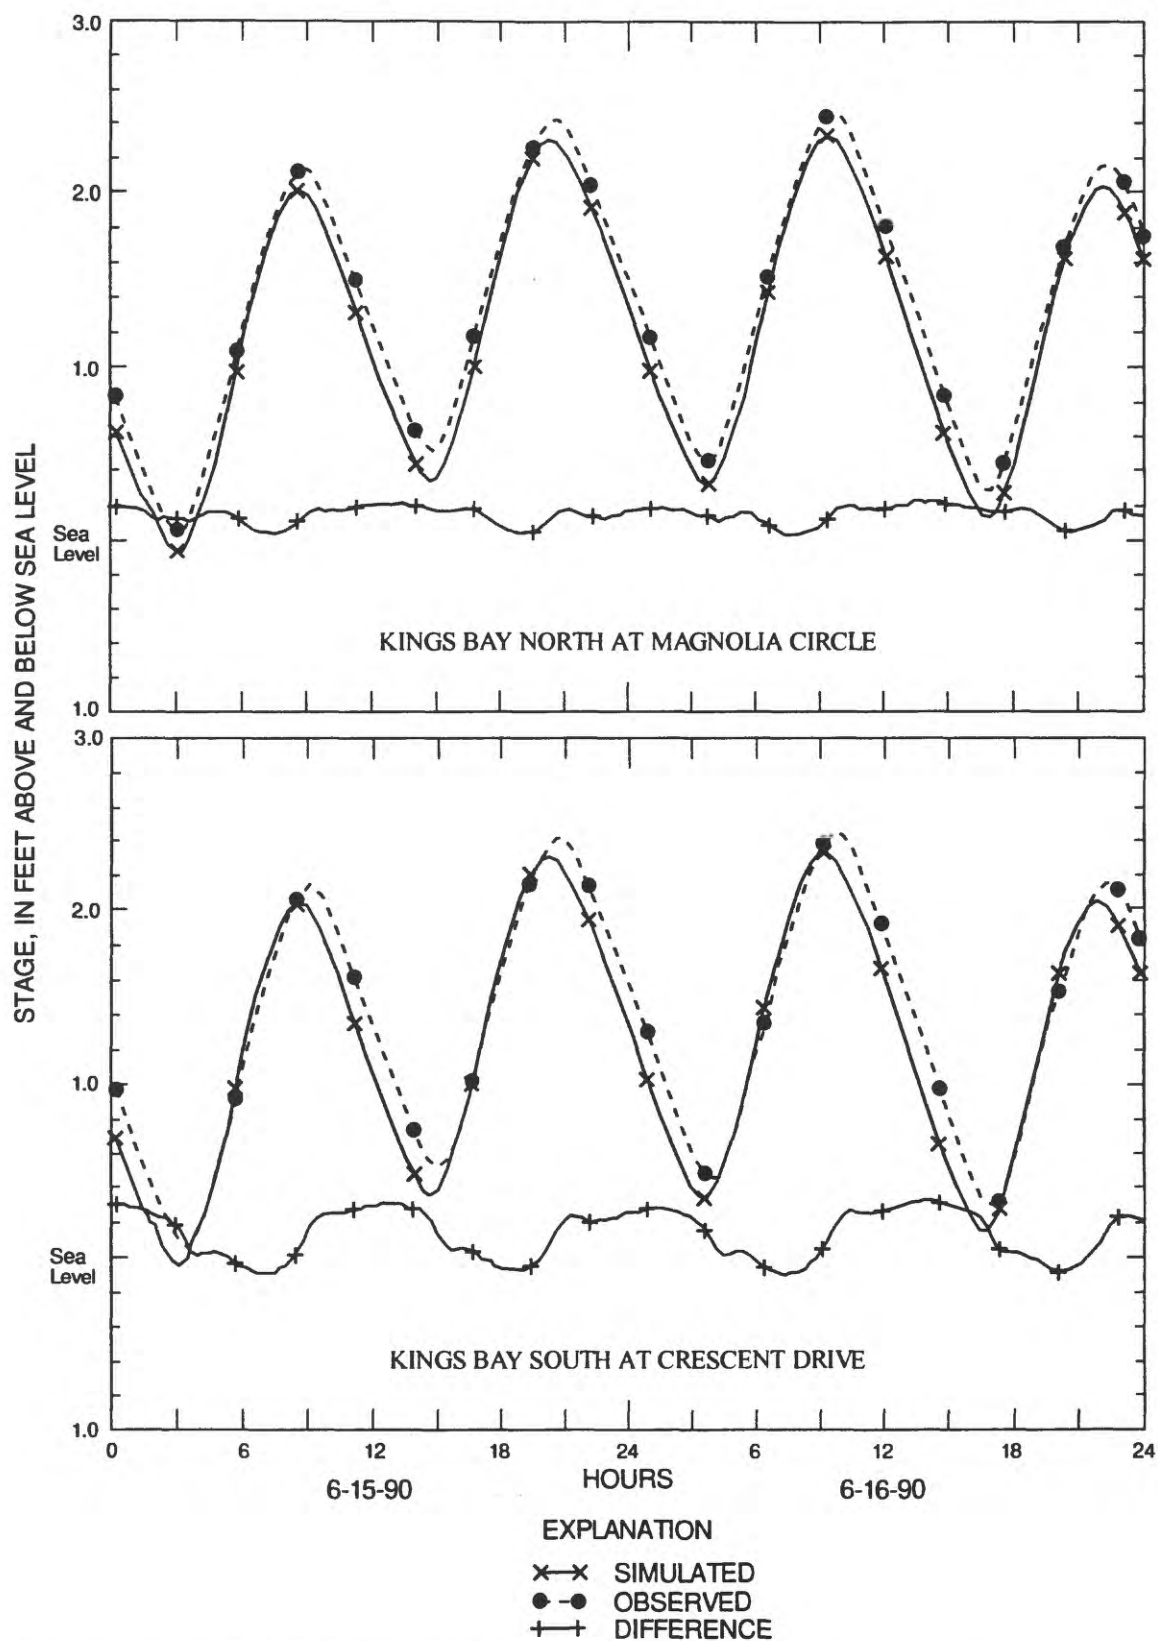 STAGE, IN FEET ABOVE AND BELOW SEA LEVEL
3.0
2.0
1.0
Sea
Level
1.0
KINGS BAY NORTH AT MAGNOLIA CIRCLE
3.0
2.0
1.0
Sea
Level
1.0
KINGS BAY SOUTH AT CRESCENT DRIVE
0 6 12 18 24 6 12 18 24
HOURS
6-15-90 6-16-90
EXPLANATION
SIMULATED
OBSERVED
DIFFERENCE